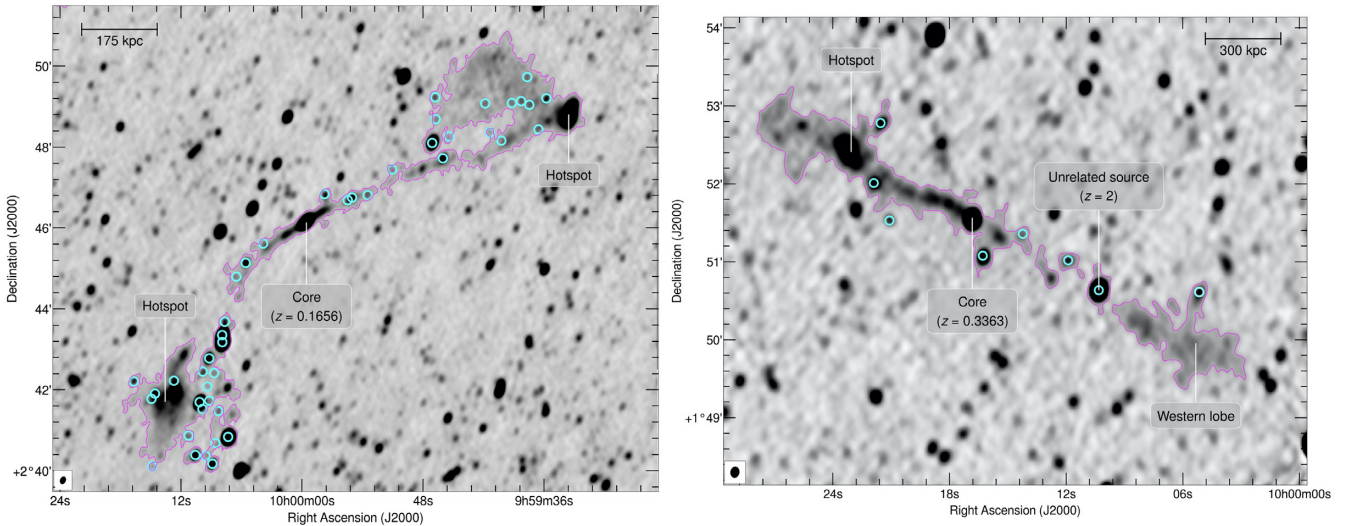 175 kpc
50'
48'
46'
44'
42'
+2°40'
Declination (J2000)
Hotspot
Core
(z = 0.1656)
Hotspot
24s
12s
10h00m00s
48s
9h59m36s
Right Ascension (J2000)
300 kpc
54'
53'
52'
51'
50'
+1°49'
Declination (J2000)
Hotspot
Unrelated source
(z = 2)
Core
(z = 0.3363)
Western lobe
24s
18s
12s
06s
10h00m00s
Right Ascension (J2000)